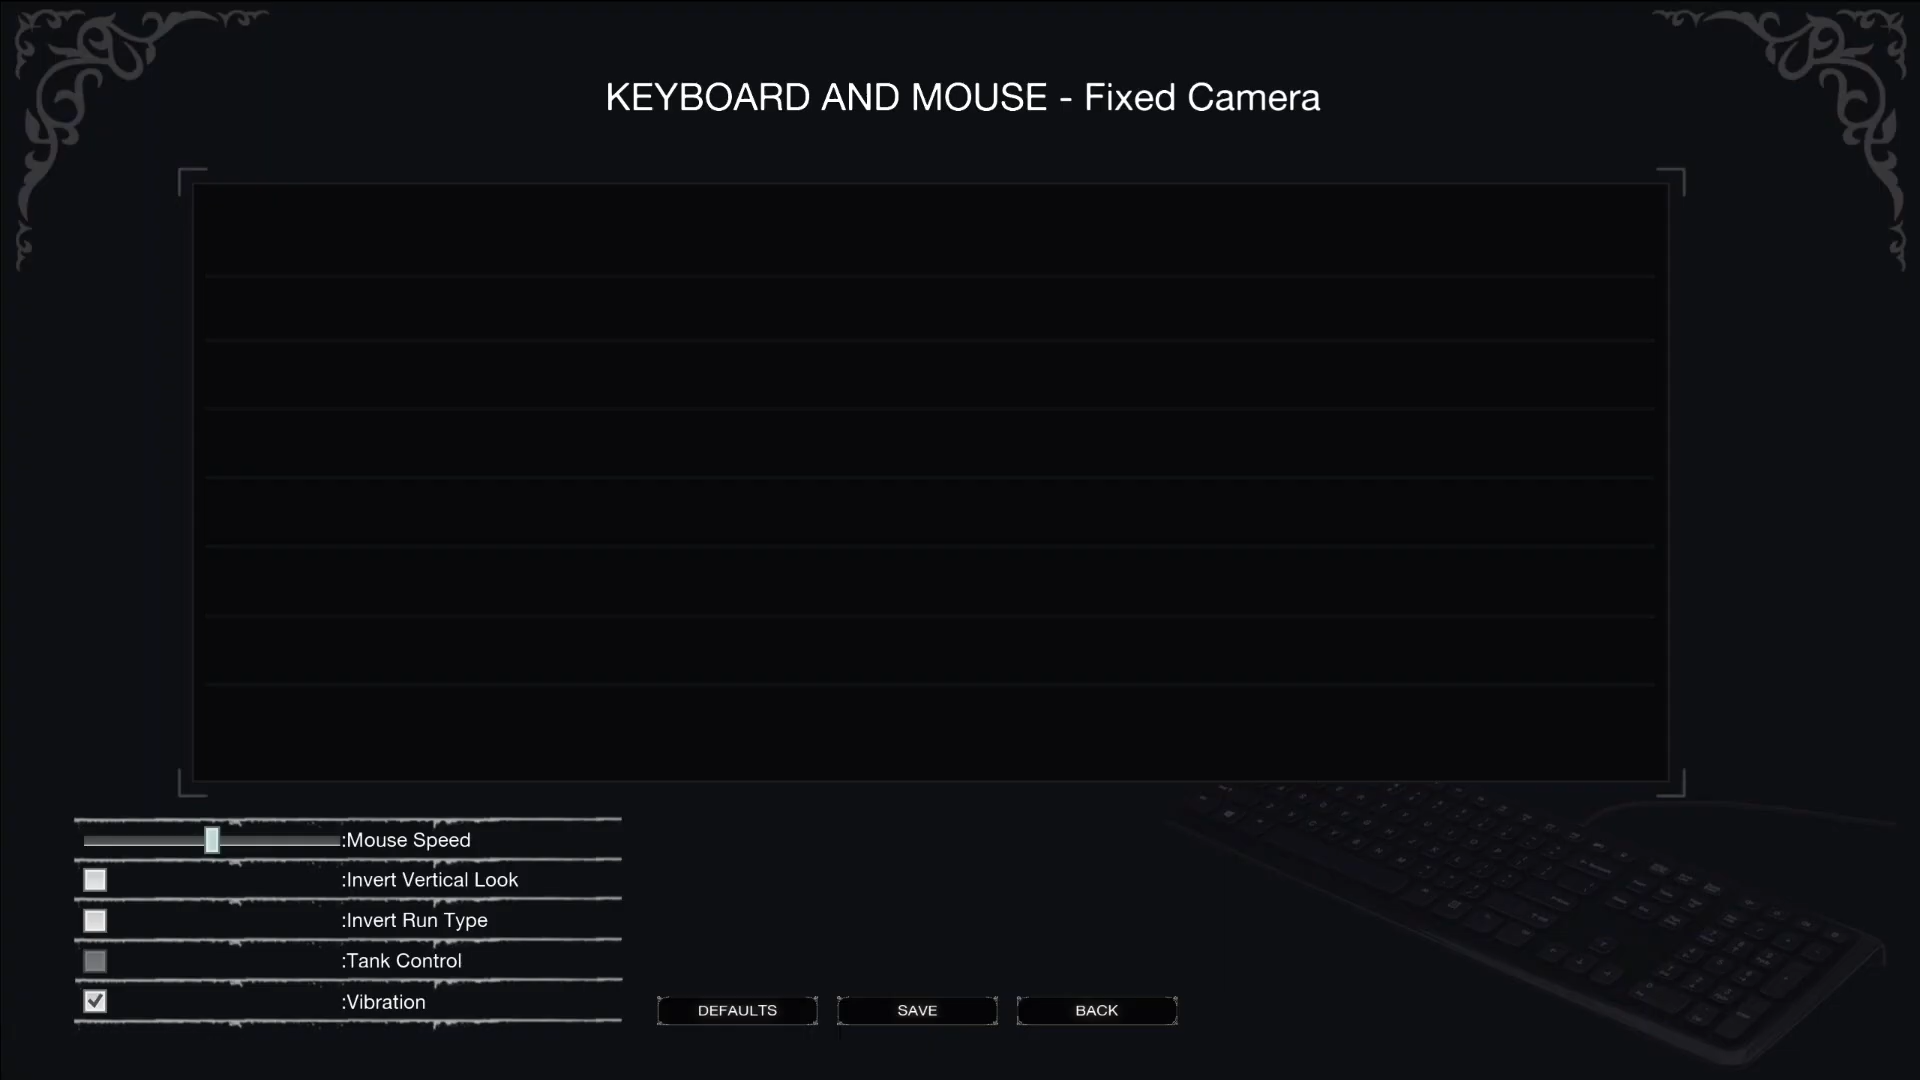 KEYBOARD AND MOUSE - Fixed Camera
:Mouse Speed
:Invert Vertical Look
:Invert Run Type
:Tank Control
:Vibration
DEFAULTS
SAVE
BACK